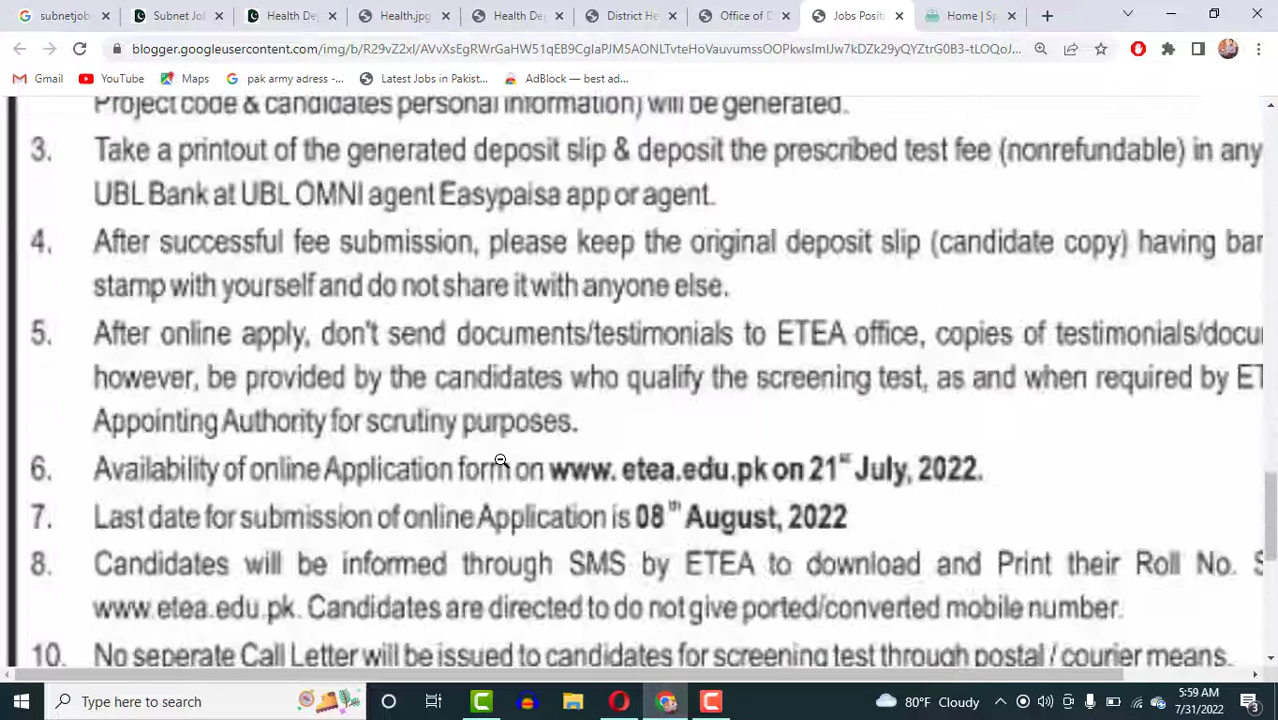 subnetjob
Subnet Jol
Health De
Health.jpg
Health De
District He
Office of D
Jobs Posit
Home | Sp
blogger.googleusercontent.com/img/b/R29vZ2xl/
Gmail
YouTube
Maps
pak army adress -...
Latest Jobs in Pakist...
AdBlock — best ad...
Project code & candidates personal information) will be generated.
3. Take a printout of the generated deposit slip & deposit the prescribed test fee (nonrefundable) in any
UBL Bank at UBL OMNI agent Easypaisa app or agent.
4. After successful fee submission, please keep the original deposit slip (candidate copy) having ban
stamp with yourself and do not share it with anyone else.
5. After online apply, don't send documents/testimonials to ETEA office, copies of testimonials/docu
however, be provided by the candidates who qualify the screening test, as and when required by ET
Appointing Authority for scrutiny purposes.
6. Availability of online Application form on www. etea.edu.pk on 21st July, 2022.
7. Last date for submission of online Application is 08th August, 2022
8. Candidates will be informed through SMS by ETEA to download and Print their Roll No. S
www.etea.edu.pk. Candidates are directed to do not give ported/converted mobile number.
10. No seperate Call Letter will be issued to candidates for screening test through postal / courier means.
Type here to search
80°F Cloudy
5:59 AM
7/31/2022
3